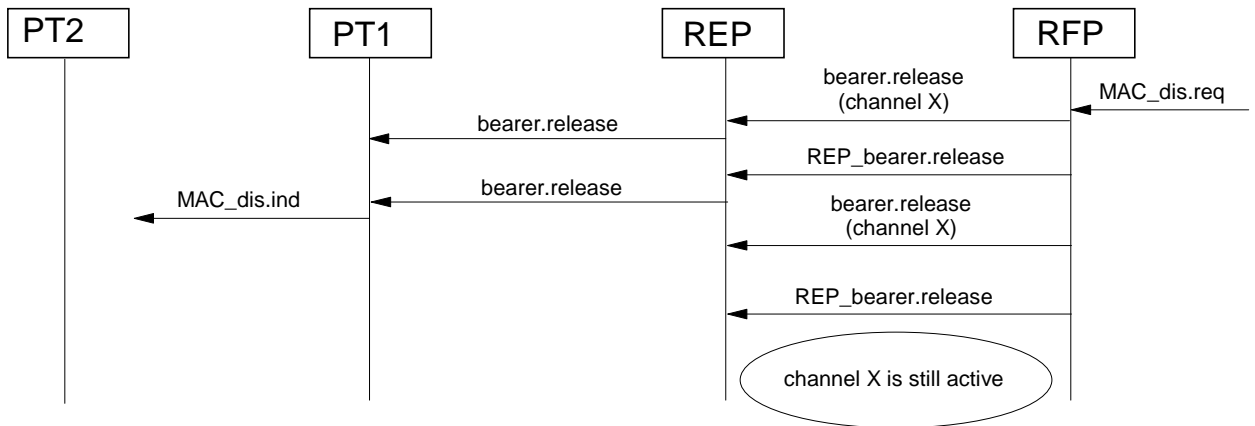 PT2 PT1 REP RFP
bearer.release
(channel X)
MAC_dis.req
bearer.release
REP_bearer.release
bearer.release
MAC_dis.ind
bearer.release
(channel X)
REP_bearer.release
channel X is still active